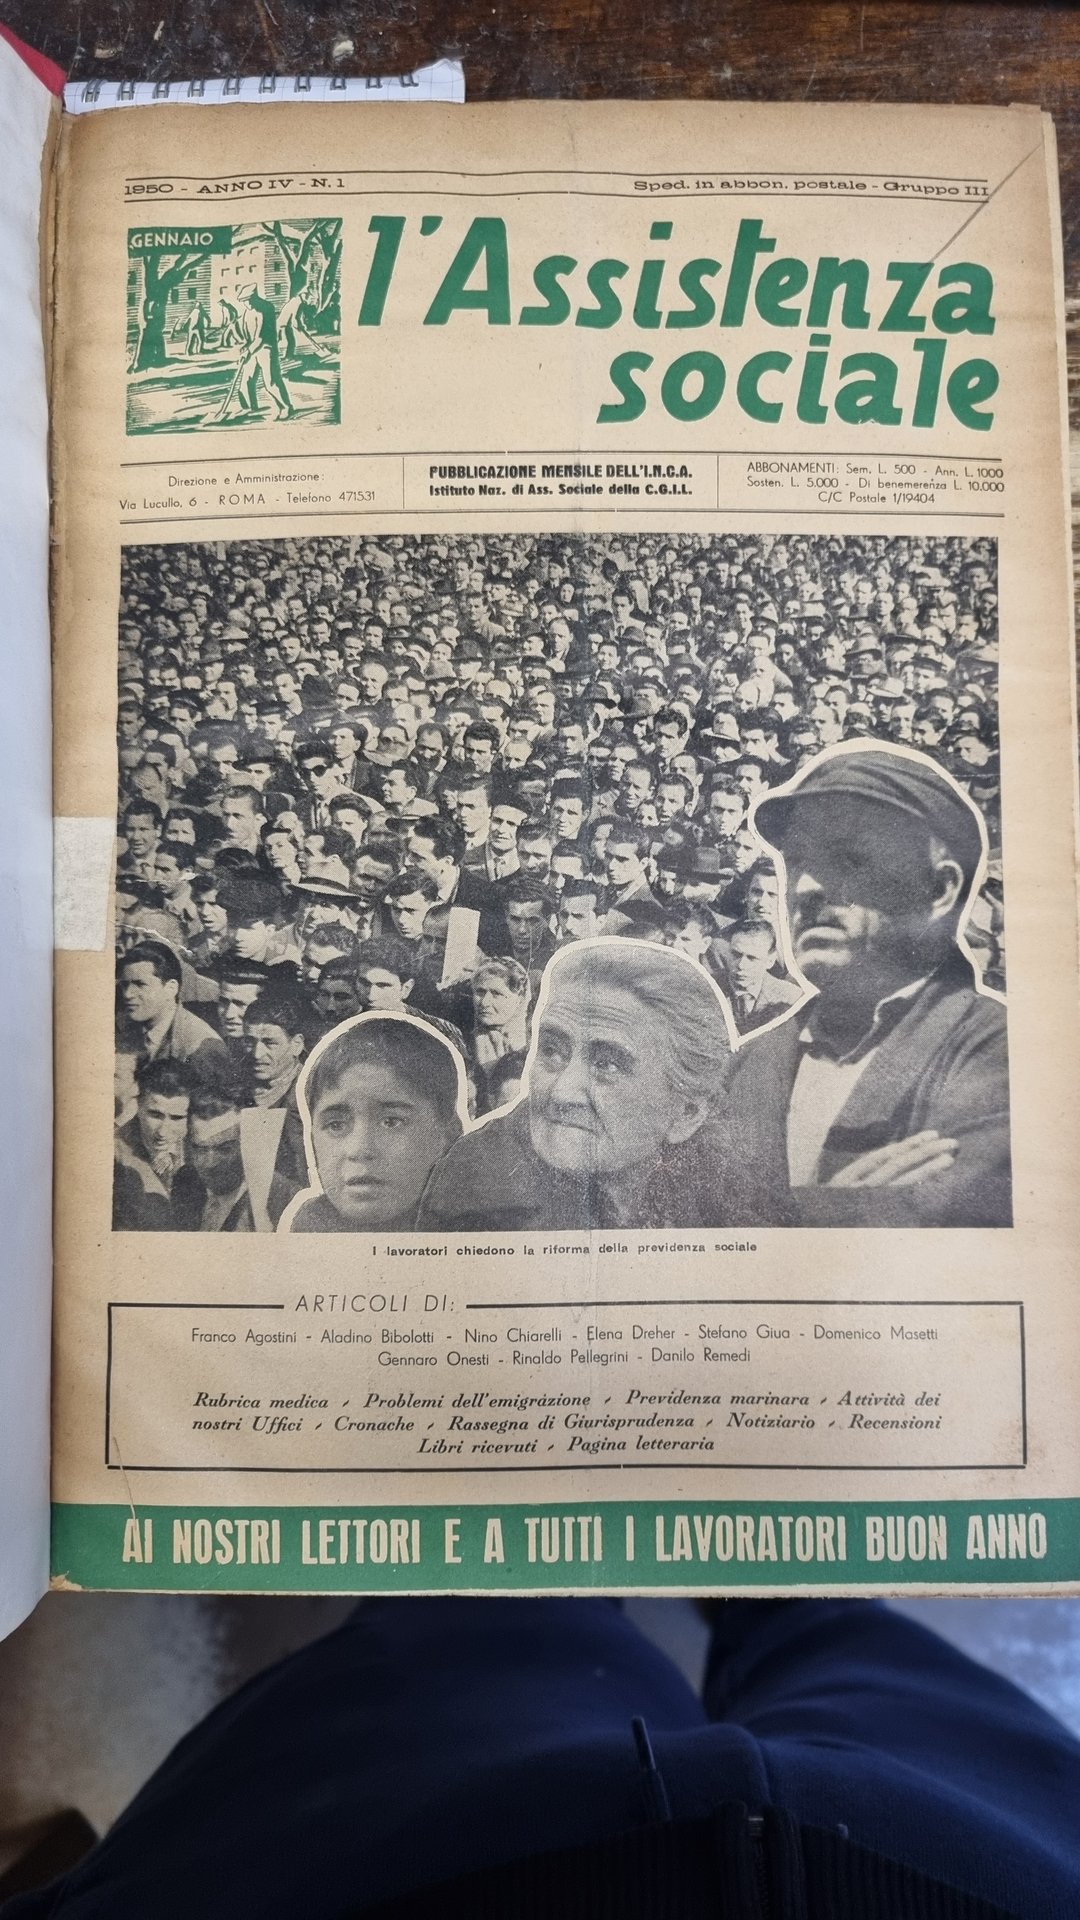 1950 - ANNO IV - N. 1
Sped. in abbon. postale - Gruppo III
GENNAIO
l'Assistenza
sociale
Direzione e Amministrazione:
Via Lucullo, 6 - ROMA - Telefono 471531
PUBBLICAZIONE MENSILE DELL'I.N.C.A.
Istituto Naz. di Ass. Sociale della C.G.I.L.
ABBONAMENTI: Sem. L. 500 - Ann. L. 1000
Sosten. L. 5.000 - Di benemerenza L. 10.000
C/C Postale 1/19404
I lavoratori chiedono la riforma della previdenza sociale
ARTICOLI DI:
Franco Agostini - Aladino Bibolotti - Nino Chiarelli - Elena Dreher - Stefano Giua - Domenico Masetti
Gennaro Onesti - Rinaldo Pellegrini - Danilo Remedi
Rubrica medica - Problemi dell'emigrazione - Previdenza marinara - Attività dei
nostri Uffici - Cronache - Rassegna di Giurisprudenza - Notiziario - Recensioni
Libri ricevuti - Pagina letteraria
AI NOSTRI LETTORI E A TUTTI I LAVORATORI BUON ANNO